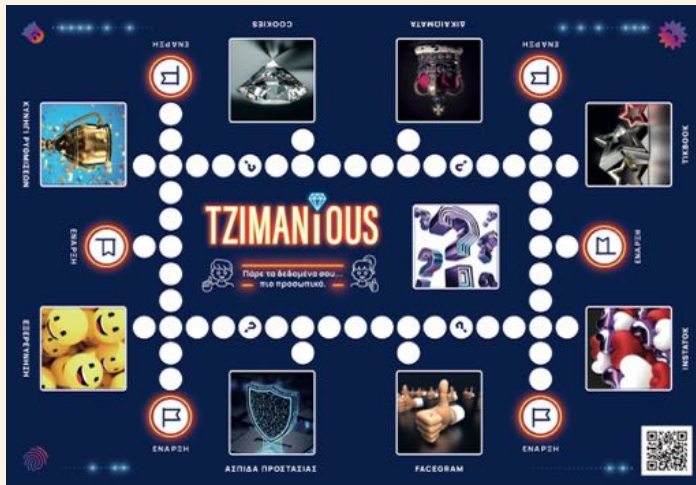 COOKIES
ΔΙΚΑΙΩΜΑΤΑ
ΕΝΑΡΞΗ
ΕΝΑΡΞΗ
ΚΥΝΗΓΙ ΡΥΘΜΙΣΕΩΝ
TIKBOOK
?
?
TZIMANIOUS
Πάρε τα δεδομένα σου...
πιο προσωπικά.
ΕΝΑΡΞΗ
ΕΝΑΡΞΗ
?
?
ΕΞΕΡΕΥΝΗΣΗ
INSTATOK
ΕΝΑΡΞΗ
ΕΝΑΡΞΗ
ΑΣΠΙΔΑ ΠΡΟΣΤΑΣΙΑΣ
FACEGRAM